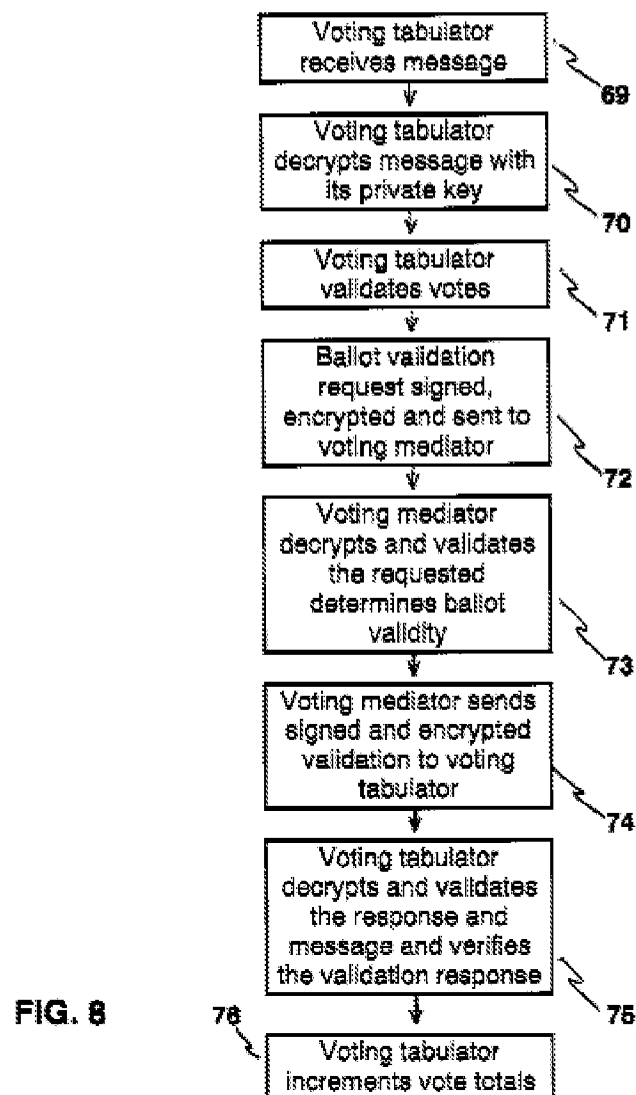 Voting tabulator
receives message
69
Voting tabulator
decrypts message with
its private key
70
Voting tabulator
validates votes
71
Ballot validation
request signed,
encrypted and sent to
voting mediator
72
Voting mediator
decrypts and validates
the requested
determines ballot
validity
73
Voting mediator sends
signed and encrypted
validation to voting
tabulator
74
Voting tabulator
decrypts and validates
the response and
message and verifies
the validation response
75
FIG. 8
76
Voting tabulator
increments vote totals